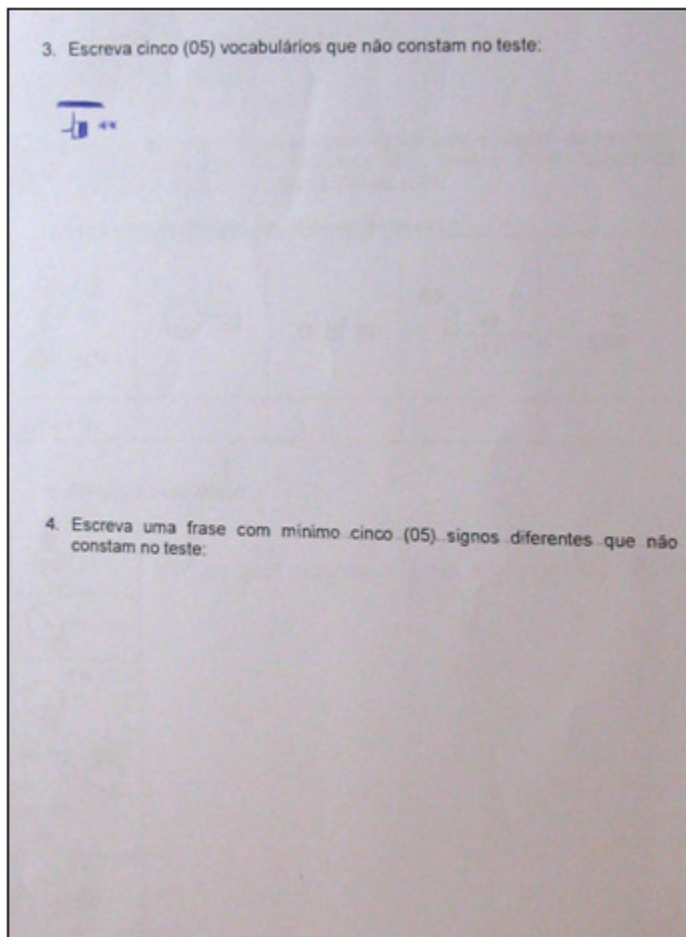 3. Escreva cinco (05) vocabulários que não constam no teste:
4. Escreva uma frase com mínimo cinco (05) signos diferentes que não
constam no teste: